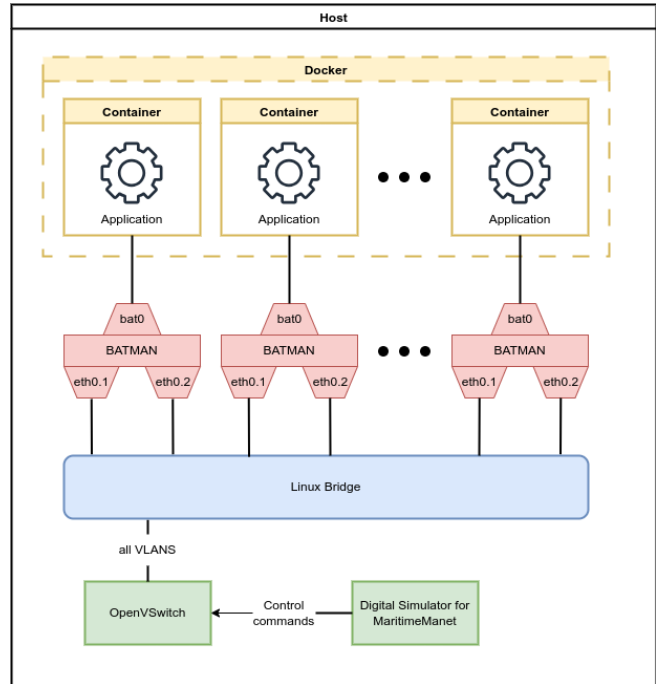 Host
Docker
Container
Container
Container
Application
Application
Application
bat0
bat0
bat0
BATMAN
BATMAN
BATMAN
eth0.1
eth0.2
eth0.1
eth0.2
eth0.1
eth0.2
Linux Bridge
all VLANS
OpenVSwitch
Control
commands
Digital Simulator for
MaritimeManet